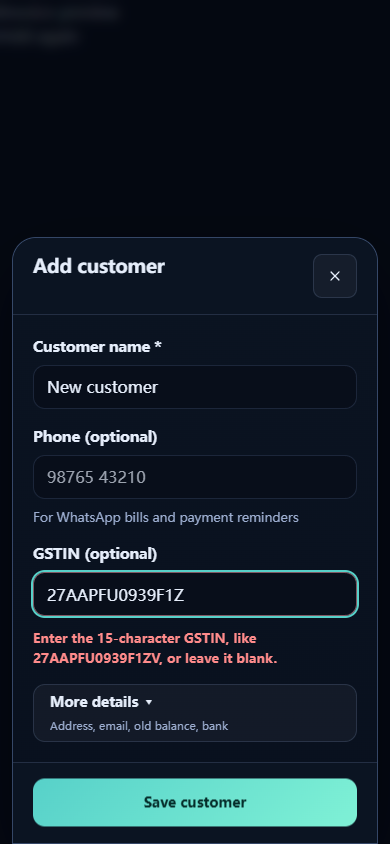 Add customer
×
Customer name *
New customer
Phone (optional)
98765 43210
For WhatsApp bills and payment reminders
GSTIN (optional)
27AAPFU0939F1Z
Enter the 15-character GSTIN, like
27AAPFU0939F1ZV, or leave it blank.
More details ▾
Address, email, old balance, bank
Save customer